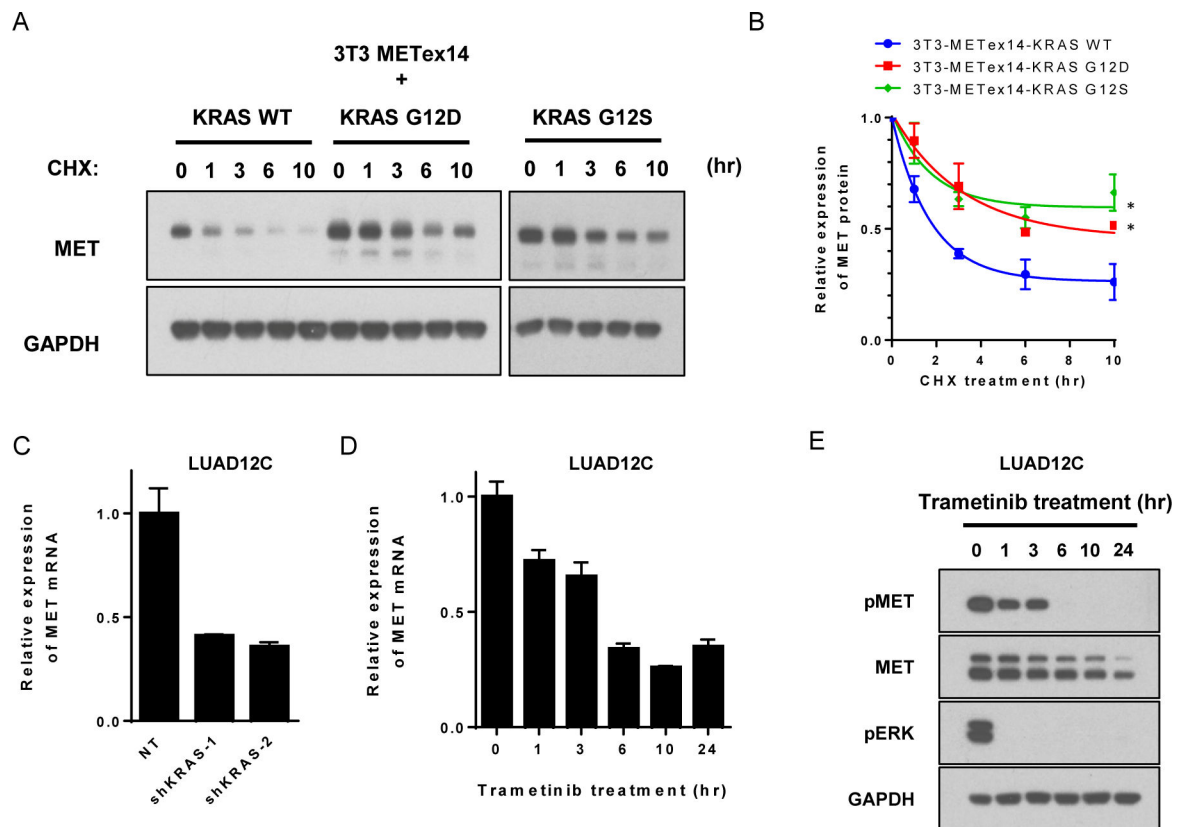 A
3T3 METex14
+
KRAS WT KRAS G12D KRAS G12S
CHX: 0 1 3 6 10 0 1 3 6 10 0 1 3 6 10 (hr)
MET
GAPDH
B
3T3-METex14-KRAS WT
3T3-METex14-KRAS G12D
3T3-METex14-KRAS G12S
Relative expression
of MET protein
1.0
0.5
1.0
*
*
0 2 4 6 8 10
CHX treatment (hr)
C
LUAD12C
Relative expression
of MET mRNA
1.0
0.5
1.0
NT
shKRAS-1
shKRAS-2
D
LUAD12C
Relative expression
of MET mRNA
1.0
0.5
0.0
0 1 3 6 10 24
Trametinib treatment (hr)
E
LUAD12C
Trametinib treatment (hr)
0 1 3 6 10 24
pMET
MET
pERK
GAPDH